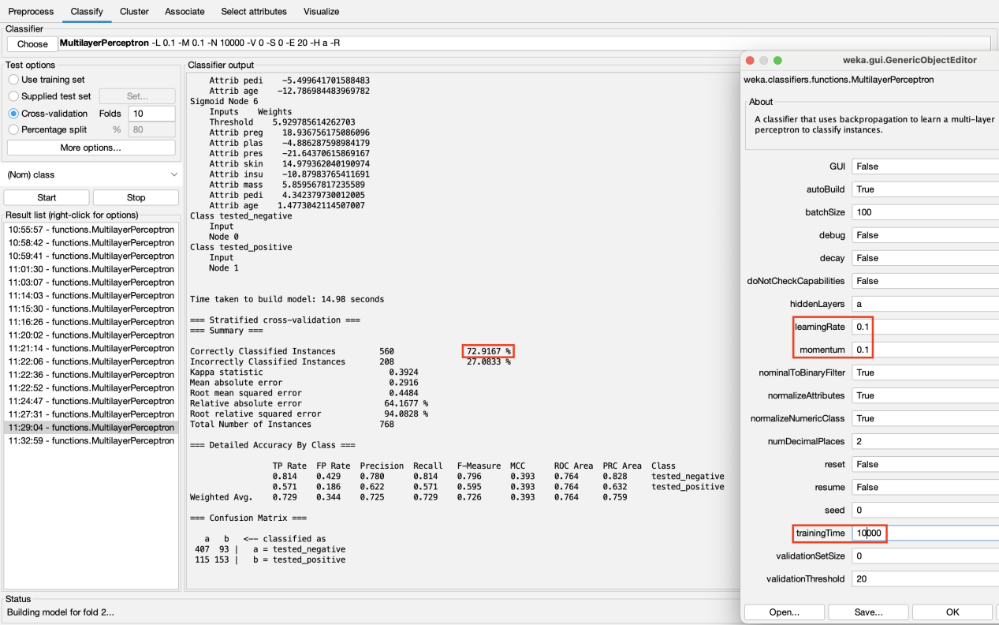 Preprocess Classify Cluster Associate Select attributes Visualize
Classifier
Choose MultilayerPerceptron -L 0.1 -M 0.1 -N 10000 -V 0 -S 0 -E 20 -H a -R
Test options
Use training set
Supplied test set Set...
Cross-validation Folds 10
Percentage split % 80
More options...
(Nom) class
Start Stop
Result list (right-click for options)
10:55:57 - functions.MultilayerPerceptron
10:58:42 - functions.MultilayerPerceptron
10:59:41 - functions.MultilayerPerceptron
11:01:30 - functions.MultilayerPerceptron
11:03:07 - functions.MultilayerPerceptron
11:14:03 - functions.MultilayerPerceptron
11:15:30 - functions.MultilayerPerceptron
11:16:26 - functions.MultilayerPerceptron
11:20:02 - functions.MultilayerPerceptron
11:21:14 - functions.MultilayerPerceptron
11:22:06 - functions.MultilayerPerceptron
11:22:36 - functions.MultilayerPerceptron
11:22:52 - functions.MultilayerPerceptron
11:24:47 - functions.MultilayerPerceptron
11:27:31 - functions.MultilayerPerceptron
11:29:04 - functions.MultilayerPerceptron
11:32:59 - functions.MultilayerPerceptron
Classifier output
Attrib pedi -5.499641701588483
Attrib age -12.786984483969782
Sigmoid Node 6
Inputs Weights
Threshold 5.929785614262703
Attrib preg 18.936756175086096
Attrib plas -4.886287598984179
Attrib pres -21.64370615869167
Attrib skin 14.979362040190974
Attrib insu -10.87983765411691
Attrib mass 5.859567817235589
Attrib pedi 4.342379730012005
Attrib age 1.4773042114507007
Class tested_negative
Input
Node 0
Class tested_positive
Input
Node 1
Time taken to build model: 14.98 seconds
=== Stratified cross-validation ===
=== Summary ===
Correctly Classified Instances 560 72.9167 %
Incorrectly Classified Instances 208 27.0833 %
Kappa statistic 0.3924
Mean absolute error 0.2916
Root mean squared error 0.4484
Relative absolute error 64.1677 %
Root relative squared error 94.0828 %
Total Number of Instances 768
=== Detailed Accuracy By Class ===
TP Rate FP Rate Precision Recall F-Measure MCC ROC Area PRC Area Class
0.814 0.429 0.780 0.814 0.796 0.393 0.764 0.828 tested_negative
0.571 0.186 0.622 0.571 0.595 0.393 0.764 0.632 tested_positive
Weighted Avg. 0.729 0.344 0.725 0.729 0.726 0.393 0.764 0.759
=== Confusion Matrix ===
a b <-- classified as
407 93 | a = tested_negative
115 153 | b = tested_positive
Status
Building model for fold 2...
weka.gui.GenericObjectEditor
weka.classifiers.functions.MultilayerPerceptron
About
A classifier that uses backpropagation to learn a multi-layer
perceptron to classify instances.
GUI False
autoBuild True
batchSize 100
debug False
decay False
doNotCheckCapabilities False
hiddenLayers a
learningRate 0.1
momentum 0.1
nominalToBinaryFilter True
normalizeAttributes True
normalizeNumericClass True
numDecimalPlaces 2
reset False
resume False
seed 0
trainingTime 10000
validationSetSize 0
validationThreshold 20
Open... Save... OK